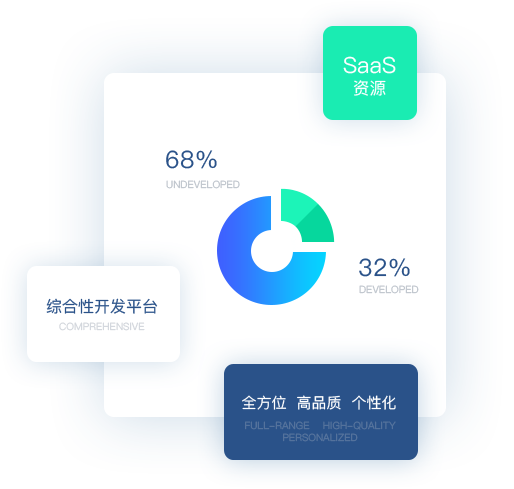 SaaS
资源
68%
UNDEVELOPED
32%
DEVELOPED
综合性开发平台
COMPREHENSIVE
全方位 高品质 个性化
FULL-RANGE HIGH-QUALITY
PERSONALIZED